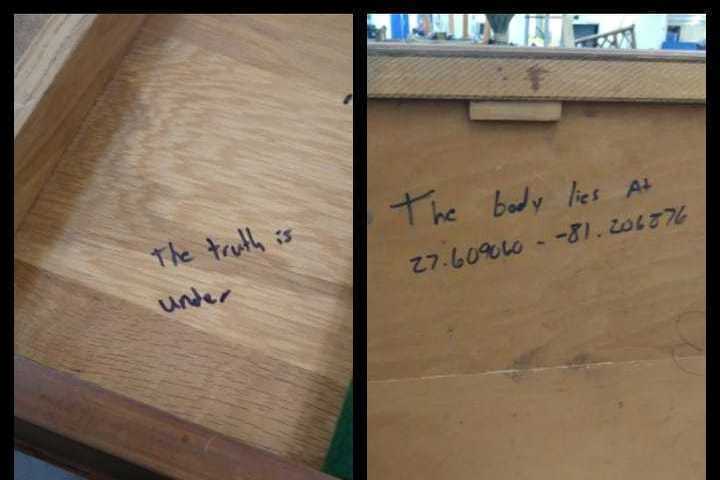 The truth is
under
The body lies At
27.609060 - -81.206876